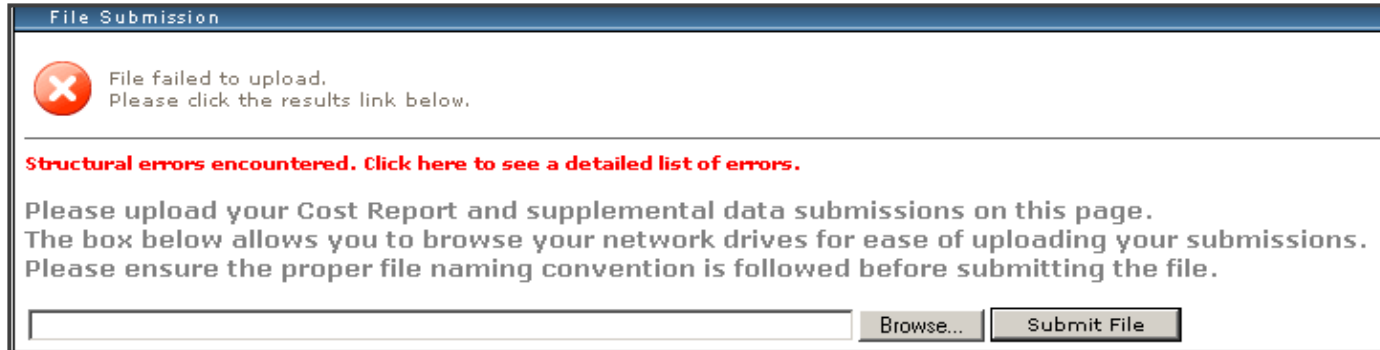 File Submission
File failed to upload.
Please click the results link below.
Structural errors encountered. Click here to see a detailed list of errors.
Please upload your Cost Report and supplemental data submissions on this page.
The box below allows you to browse your network drives for ease of uploading your submissions.
Please ensure the proper file naming convention is followed before submitting the file.
Browse... Submit File